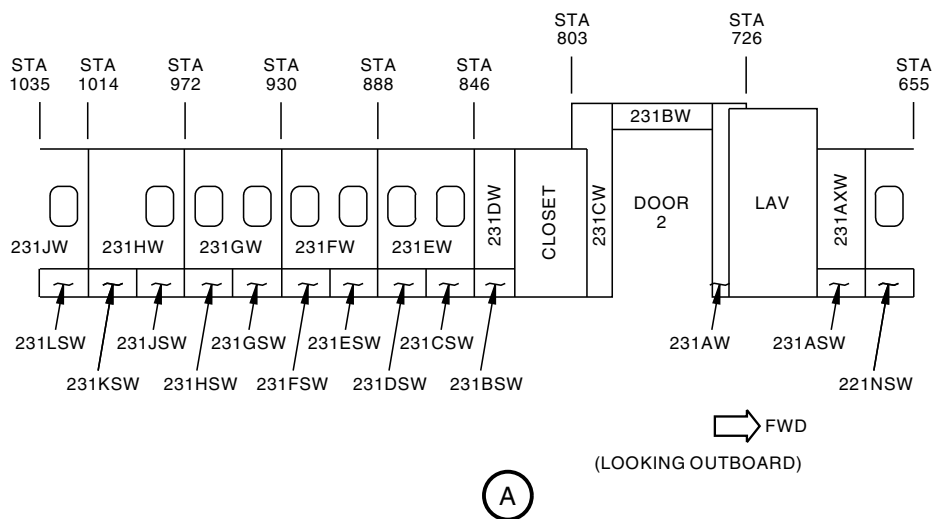 STA
803
STA
726
STA
1035
STA
1014
STA
972
STA
930
STA
888
STA
846
STA
655
231BW
231DW
CLOSET
231CW
DOOR
2
LAV
231AXW
231JW
231HW
231GW
231FW
231EW
231LSW
231JSW
231GSW
231ESW
231CSW
231AW
231ASW
231KSW
231HSW
231FSW
231DSW
231BSW
221NSW
FWD
(LOOKING OUTBOARD)
A